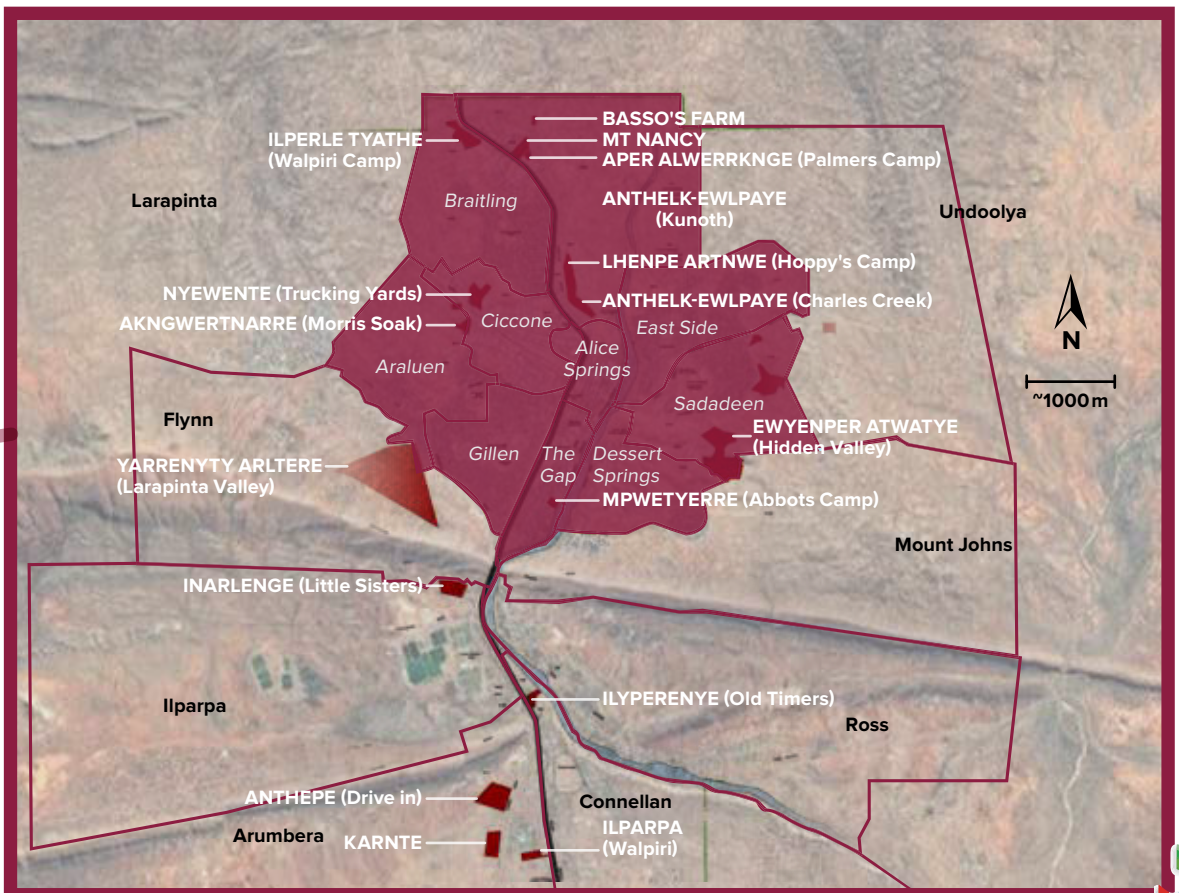 BASSO'S FARM
ILPERLE TYATHE
(Walpiri Camp)
MT NANCY
APER ALWERRKNGE (Palmers Camp)
Larapinta
Braitling
ANTHELK-EWLPAYE
(Kunoth)
Undoolya
LHENPE ARTNWE (Hoppy's Camp)
NYEWENTE (Trucking Yards)
ANTHELK-EWLPAYE (Charles Creek)
AKNGWERTNARRE (Morris Soak)
Ciccone
East Side
Alice
Springs
N
Araluen
~1000 m
Flynn
Sadadeen
EWYENPER ATWATYE
(Hidden Valley)
Gillen
The
Gap
Dessert
Springs
YARRENYTY ARLTERE
(Larapinta Valley)
MPWETYERRE (Abbots Camp)
Mount Johns
INARLENGE (Little Sisters)
Ilparpa
ILYPERENYE (Old Timers)
Ross
ANTHEPE (Drive in)
Connellan
Arumbera
KARNTE
ILPARPA
(Walpiri)